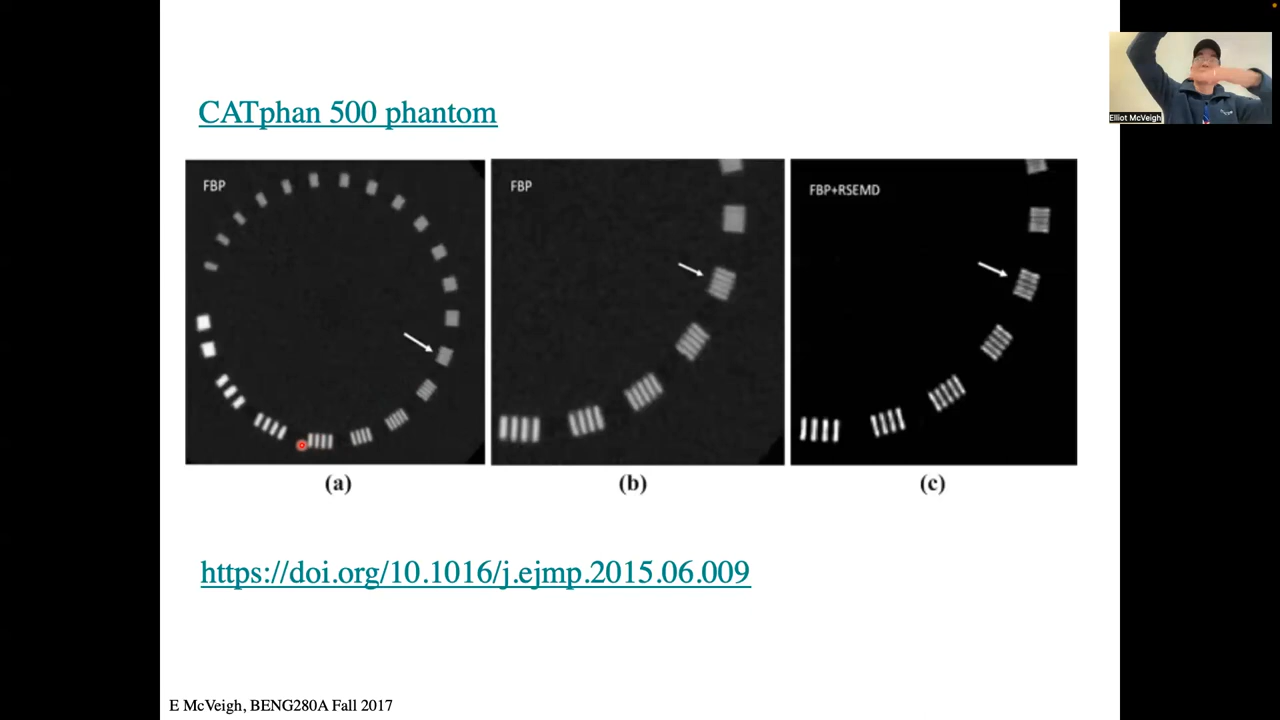 CATphan 500 phantom
Elliot McVeigh
FBP
FBP
FBP+RSEMD
(a)
(b)
(c)
https://doi.org/10.1016/j.ejmp.2015.06.009
E McVeigh, BENG280A Fall 2017